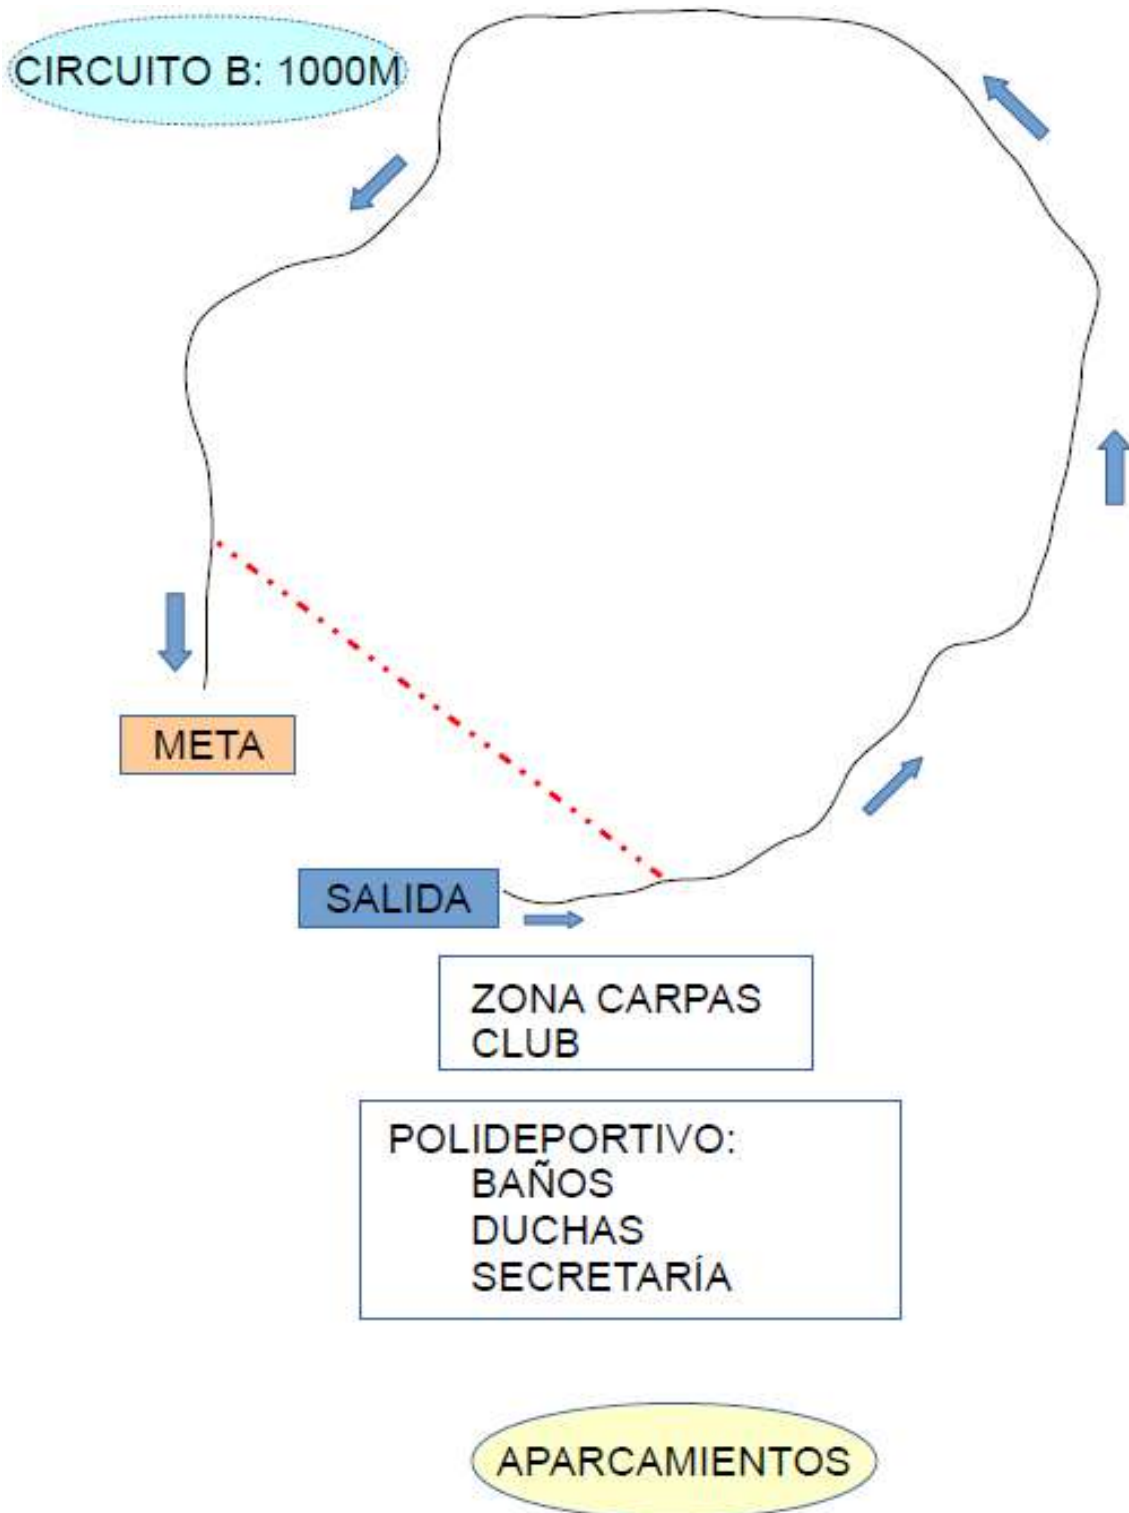 CIRCUITO B: 1000M
META
SALIDA
ZONA CARPAS
CLUB
POLIDEPORTIVO:
BAÑOS
DUCHAS
SECRETARÍA
APARCAMIENTOS